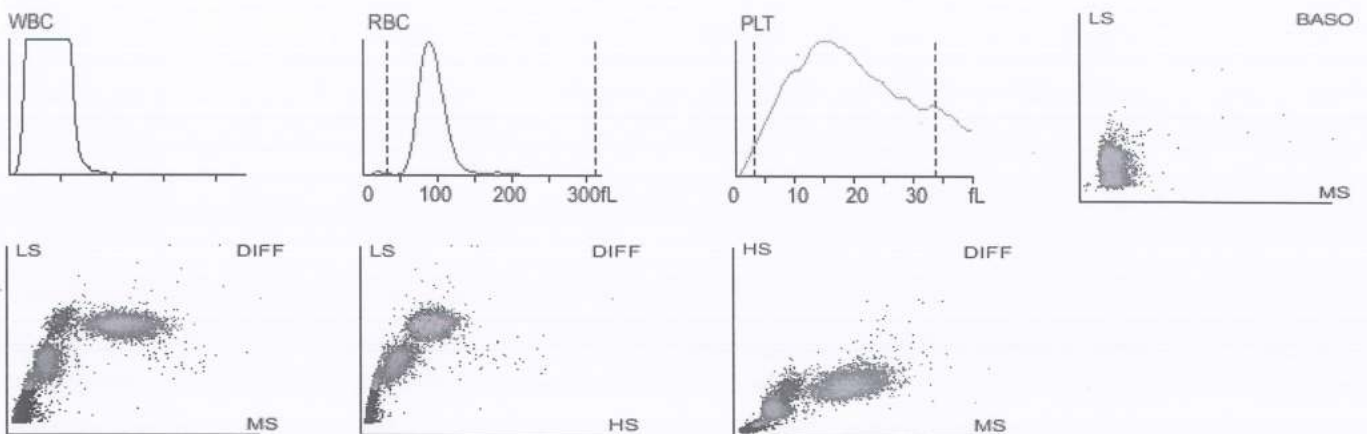 WBC
RBC
0 100 200 300fL
PLT
0 10 20 30 fL
LS BASO
MS
LS DIFF
MS
LS DIFF
HS
HS DIFF
MS